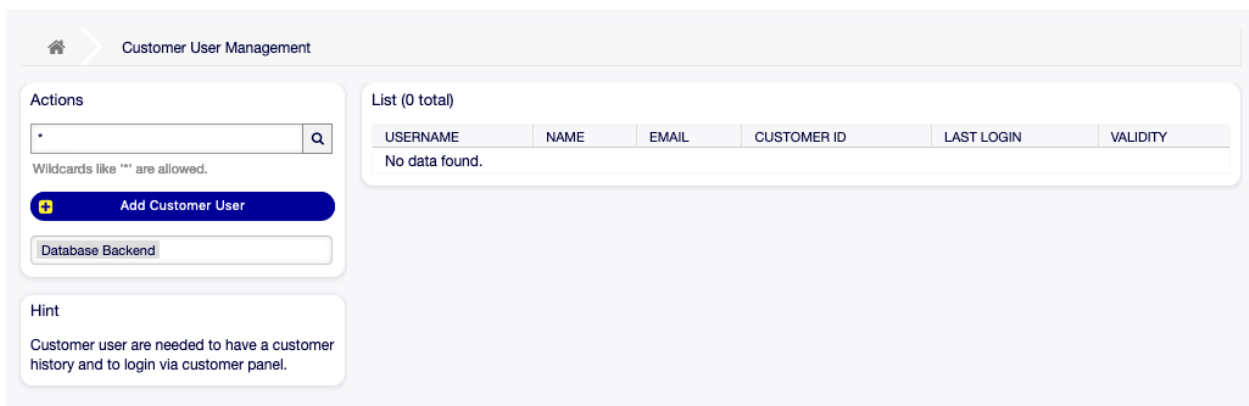 Customer User Management
Actions
*
Wildcards like '*' are allowed.
Add Customer User
Database Backend
Hint
Customer user are needed to have a customer
history and to login via customer panel.
List (0 total)
USERNAME NAME EMAIL CUSTOMER ID LAST LOGIN VALIDITY
No data found.